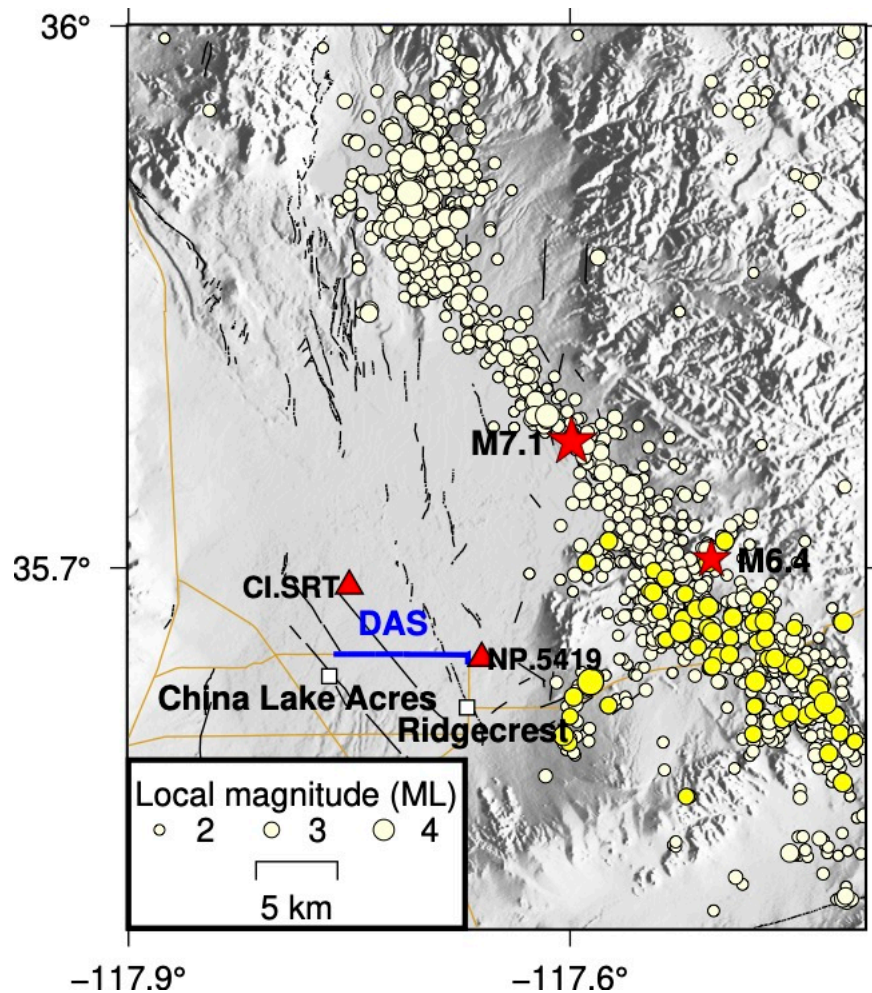 36°
M7.1
35.7°
M6.4
CI.SRT
DAS
NP.5419
China Lake Acres
Ridgecrest
Local magnitude (ML)
2 3 4
5 km
−117.9° −117.6°